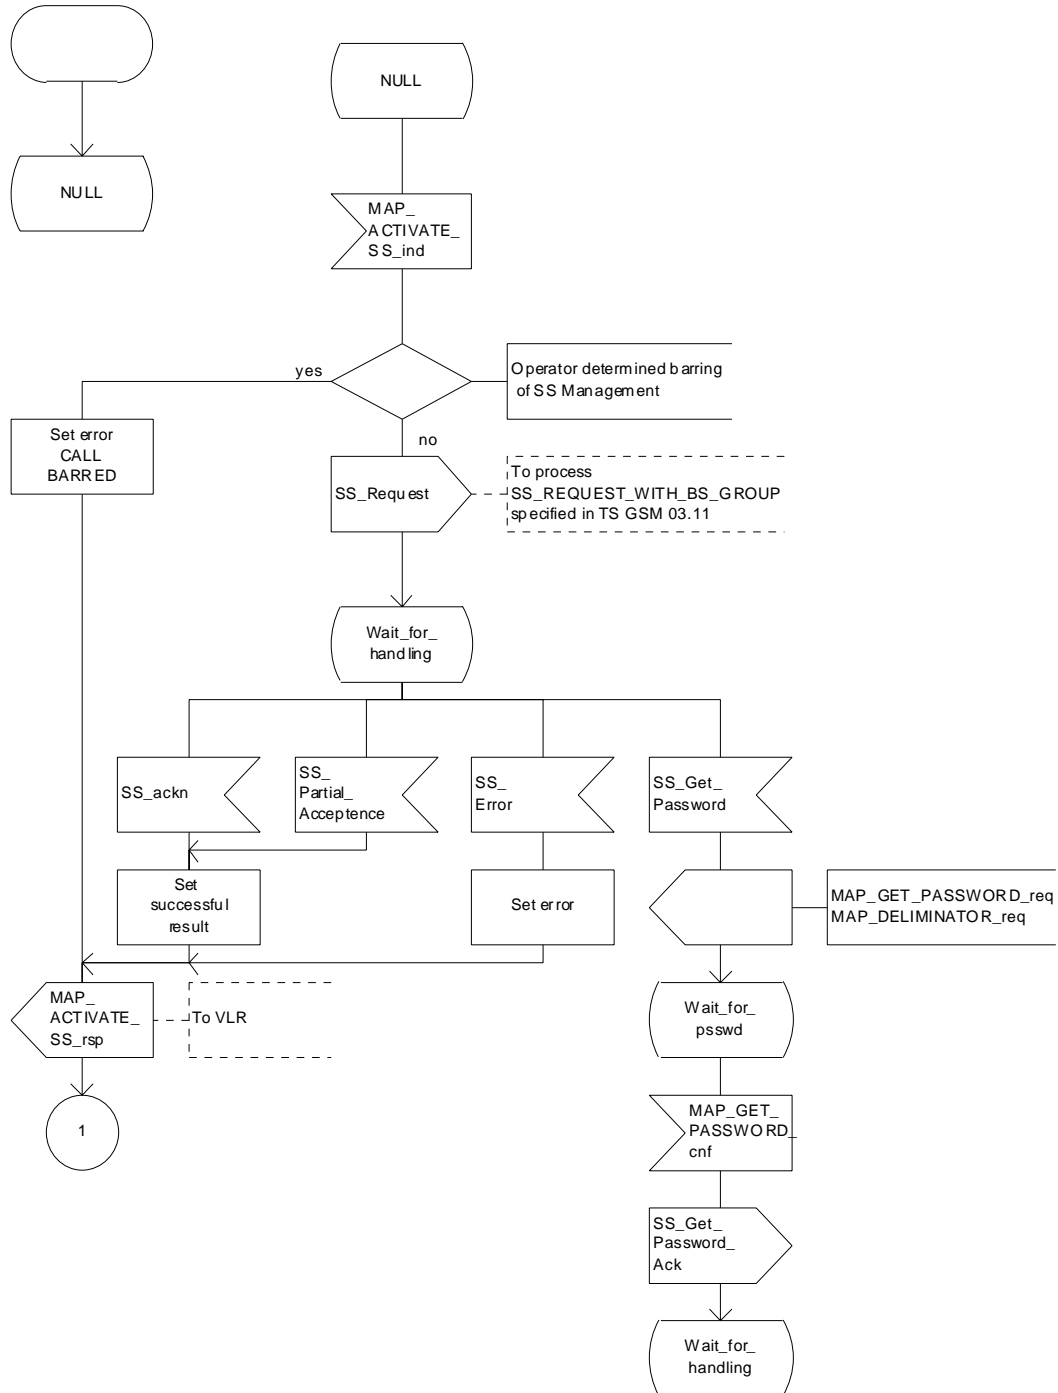 NULL
NULL
MAP_
ACTIVATE_
SS_ind
yes
Operator determined barring
of SS Management
Set error
CALL
BARRED
no
SS_Request
To process
SS_REQUEST_WITH_BS_GROUP
specified in TS GSM 03.11
Wait_for_
handling
SS_ackn
SS_
Partial_
Acceptence
SS_
Error
SS_Get_
Password
Set
successful
result
Set error
MAP_GET_PASSWORD_req
MAP_DELIMINATOR_req
MAP_
ACTIVATE_
SS_rsp
To VLR
Wait_for_
psswd
1
MAP_GET_
PASSWORD_
cnf
SS_Get_
Password_
Ack
Wait_for_
handling